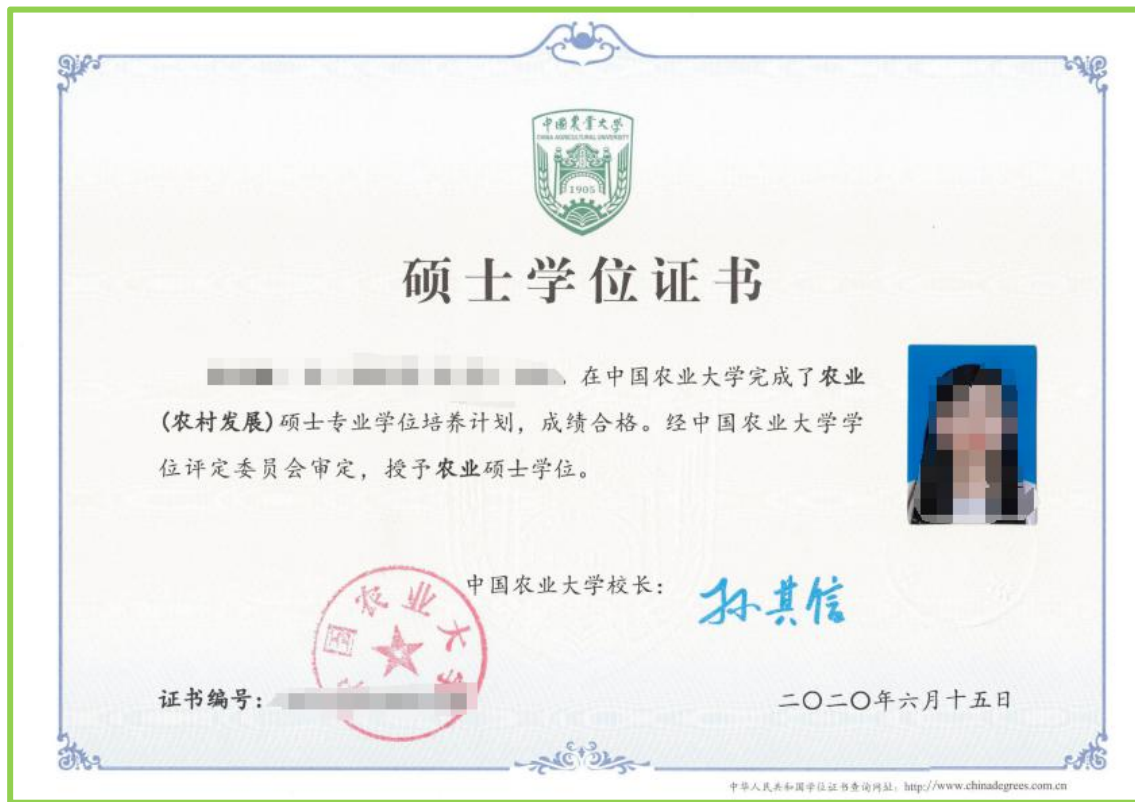 中国农业大学
CHINA AGRICULTURAL UNIVERSITY
1905
硕士学位证书
在中国农业大学完成了农业
(农村发展)硕士专业学位培养计划，成绩合格。经中国农业大学学
位评定委员会审定，授予农业硕士学位。
中国农业大学校长：
孙其信
农业大
证书编号：
二〇二〇年六月十五日
中华人民共和国学位证书查询网址：http://www.chinadegrees.com.cn